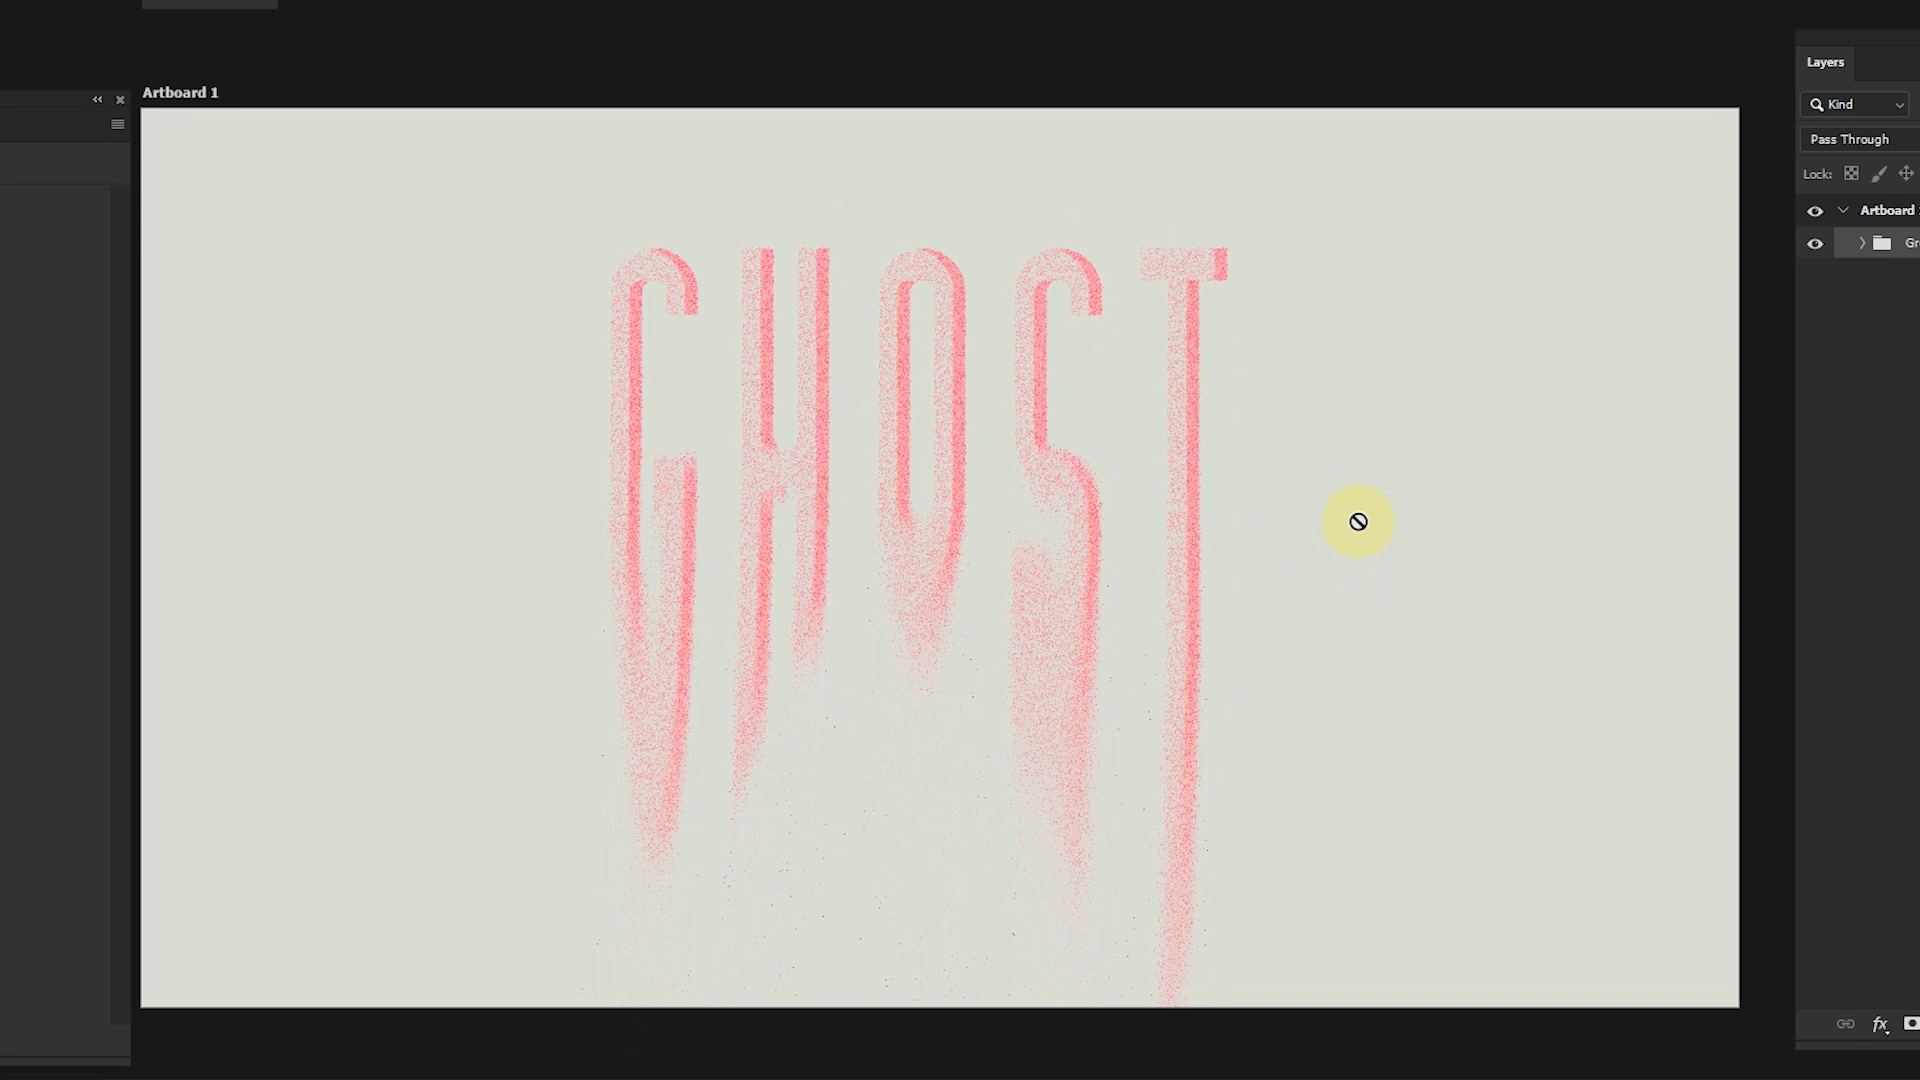 Artboard 1
Layers
Kind
Pass Through
Lock:
Artboard
GHOST